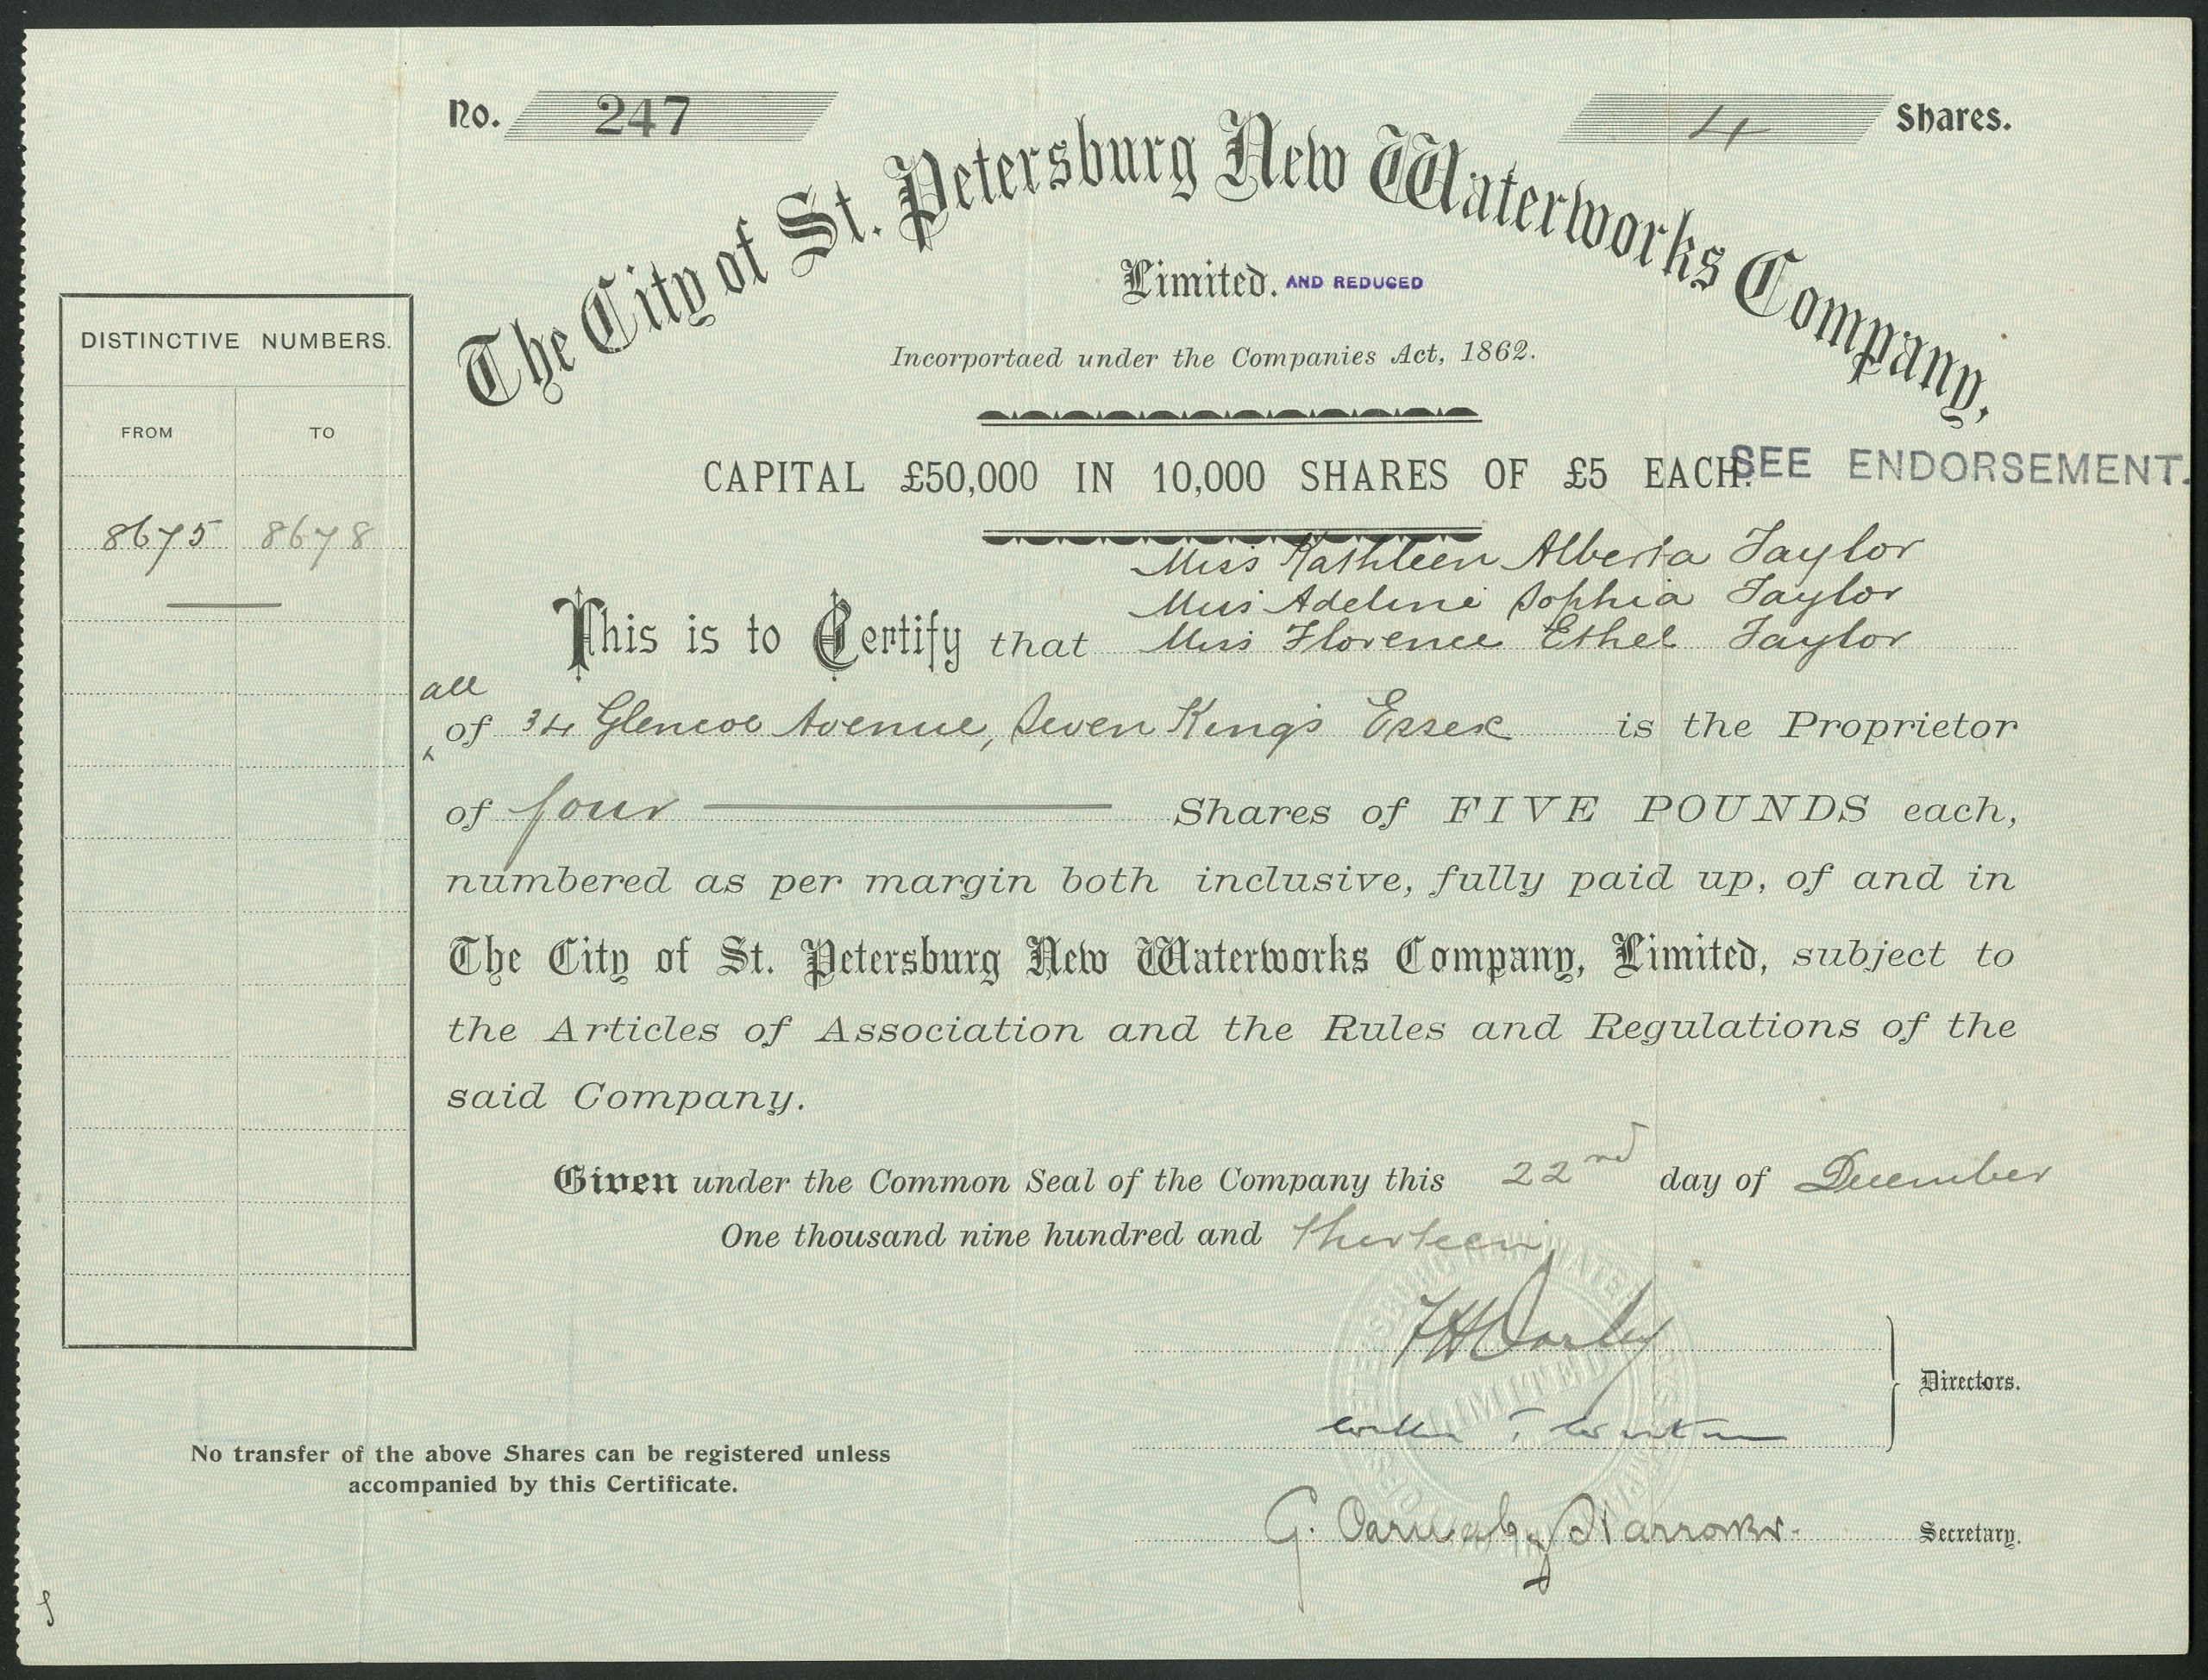 No. 247
4 Shares.
The City of St. Petersburg New Waterworks Company,
Limited. AND REDUCED
Incorportaed under the Companies Act, 1862.
CAPITAL £50,000 IN 10,000 SHARES OF £5 EACH.
SEE ENDORSEMENT.
DISTINCTIVE NUMBERS.
FROM TO
8675 8678
Miss Kathleen Alberta Taylor
Miss Adeline Sophia Taylor
This is to Certify that Miss Florence Ethel Taylor
all
of 34 Glencoe Avenue, Seven Kings Essex is the Proprietor
of four Shares of FIVE POUNDS each,
numbered as per margin both inclusive, fully paid up, of and in
The City of St. Petersburg New Waterworks Company, Limited, subject to
the Articles of Association and the Rules and Regulations of the
said Company.
Given under the Common Seal of the Company this 22nd day of December
One thousand nine hundred and thirteen
Directors.
No transfer of the above Shares can be registered unless
accompanied by this Certificate.
G. Secretary.
LIMITED